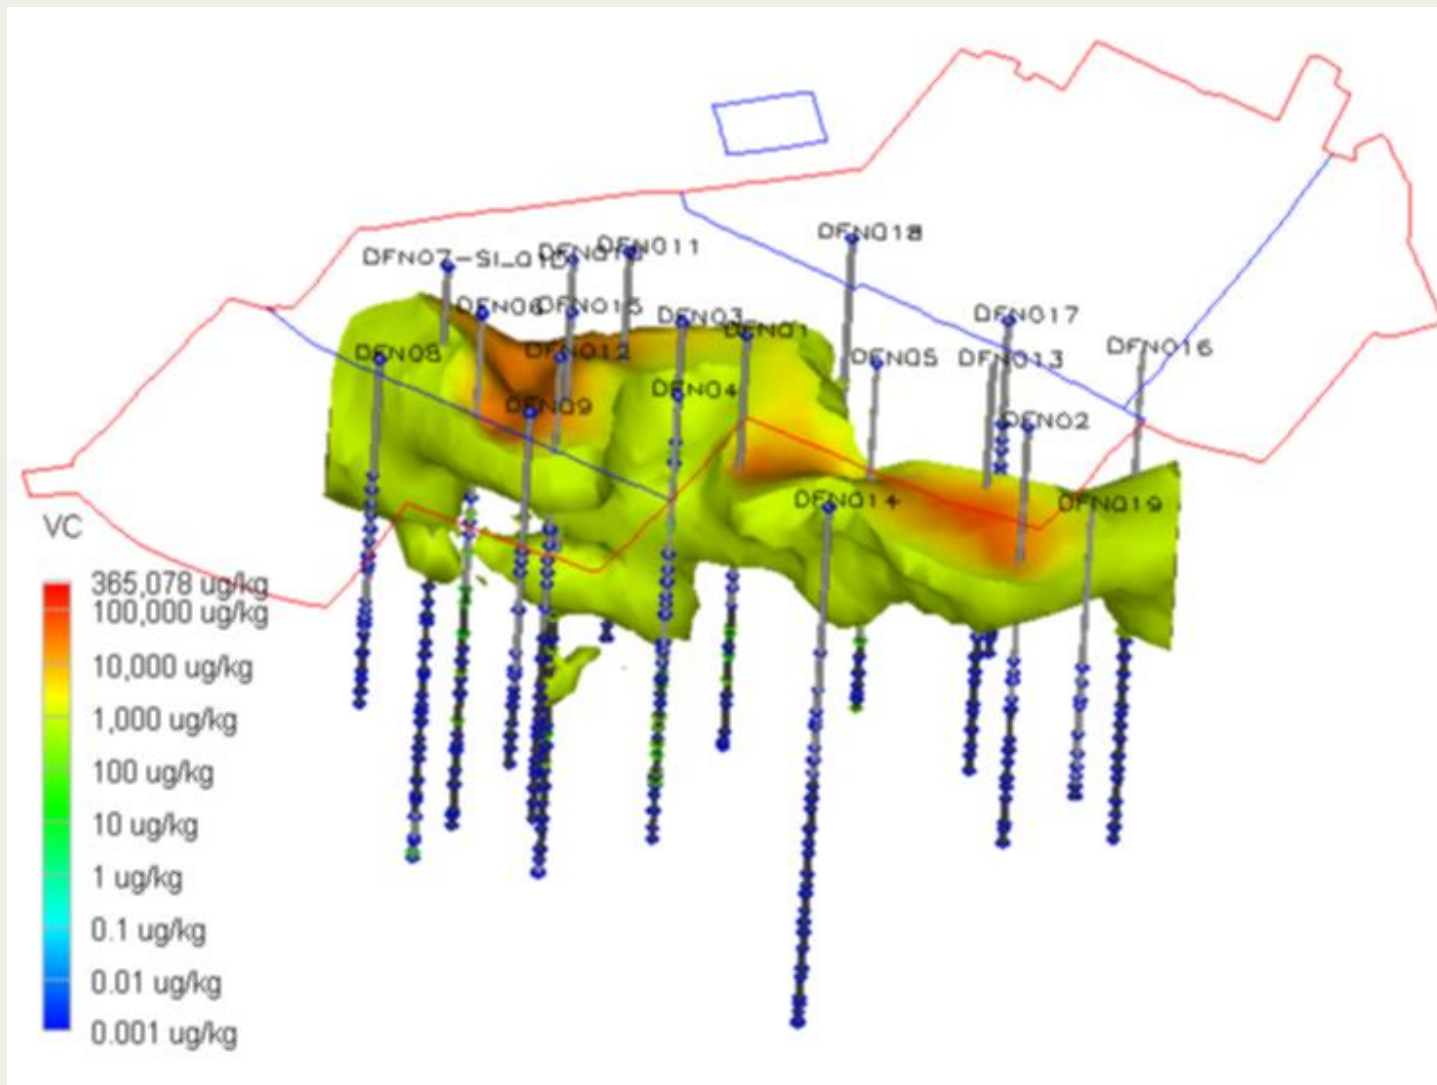 DFN018
DFN011
DFN07-SI_01
DFN06
DFN015
DFN03
DFN01
DFN017
DFN08
DFN012
DFN05
DFN013
DFN016
DFN04
DFN09
DFN02
DFN014
DFN019
VC
365,078 ug/kg
100,000 ug/kg
10,000 ug/kg
1,000 ug/kg
100 ug/kg
10 ug/kg
1 ug/kg
0.1 ug/kg
0.01 ug/kg
0.001 ug/kg